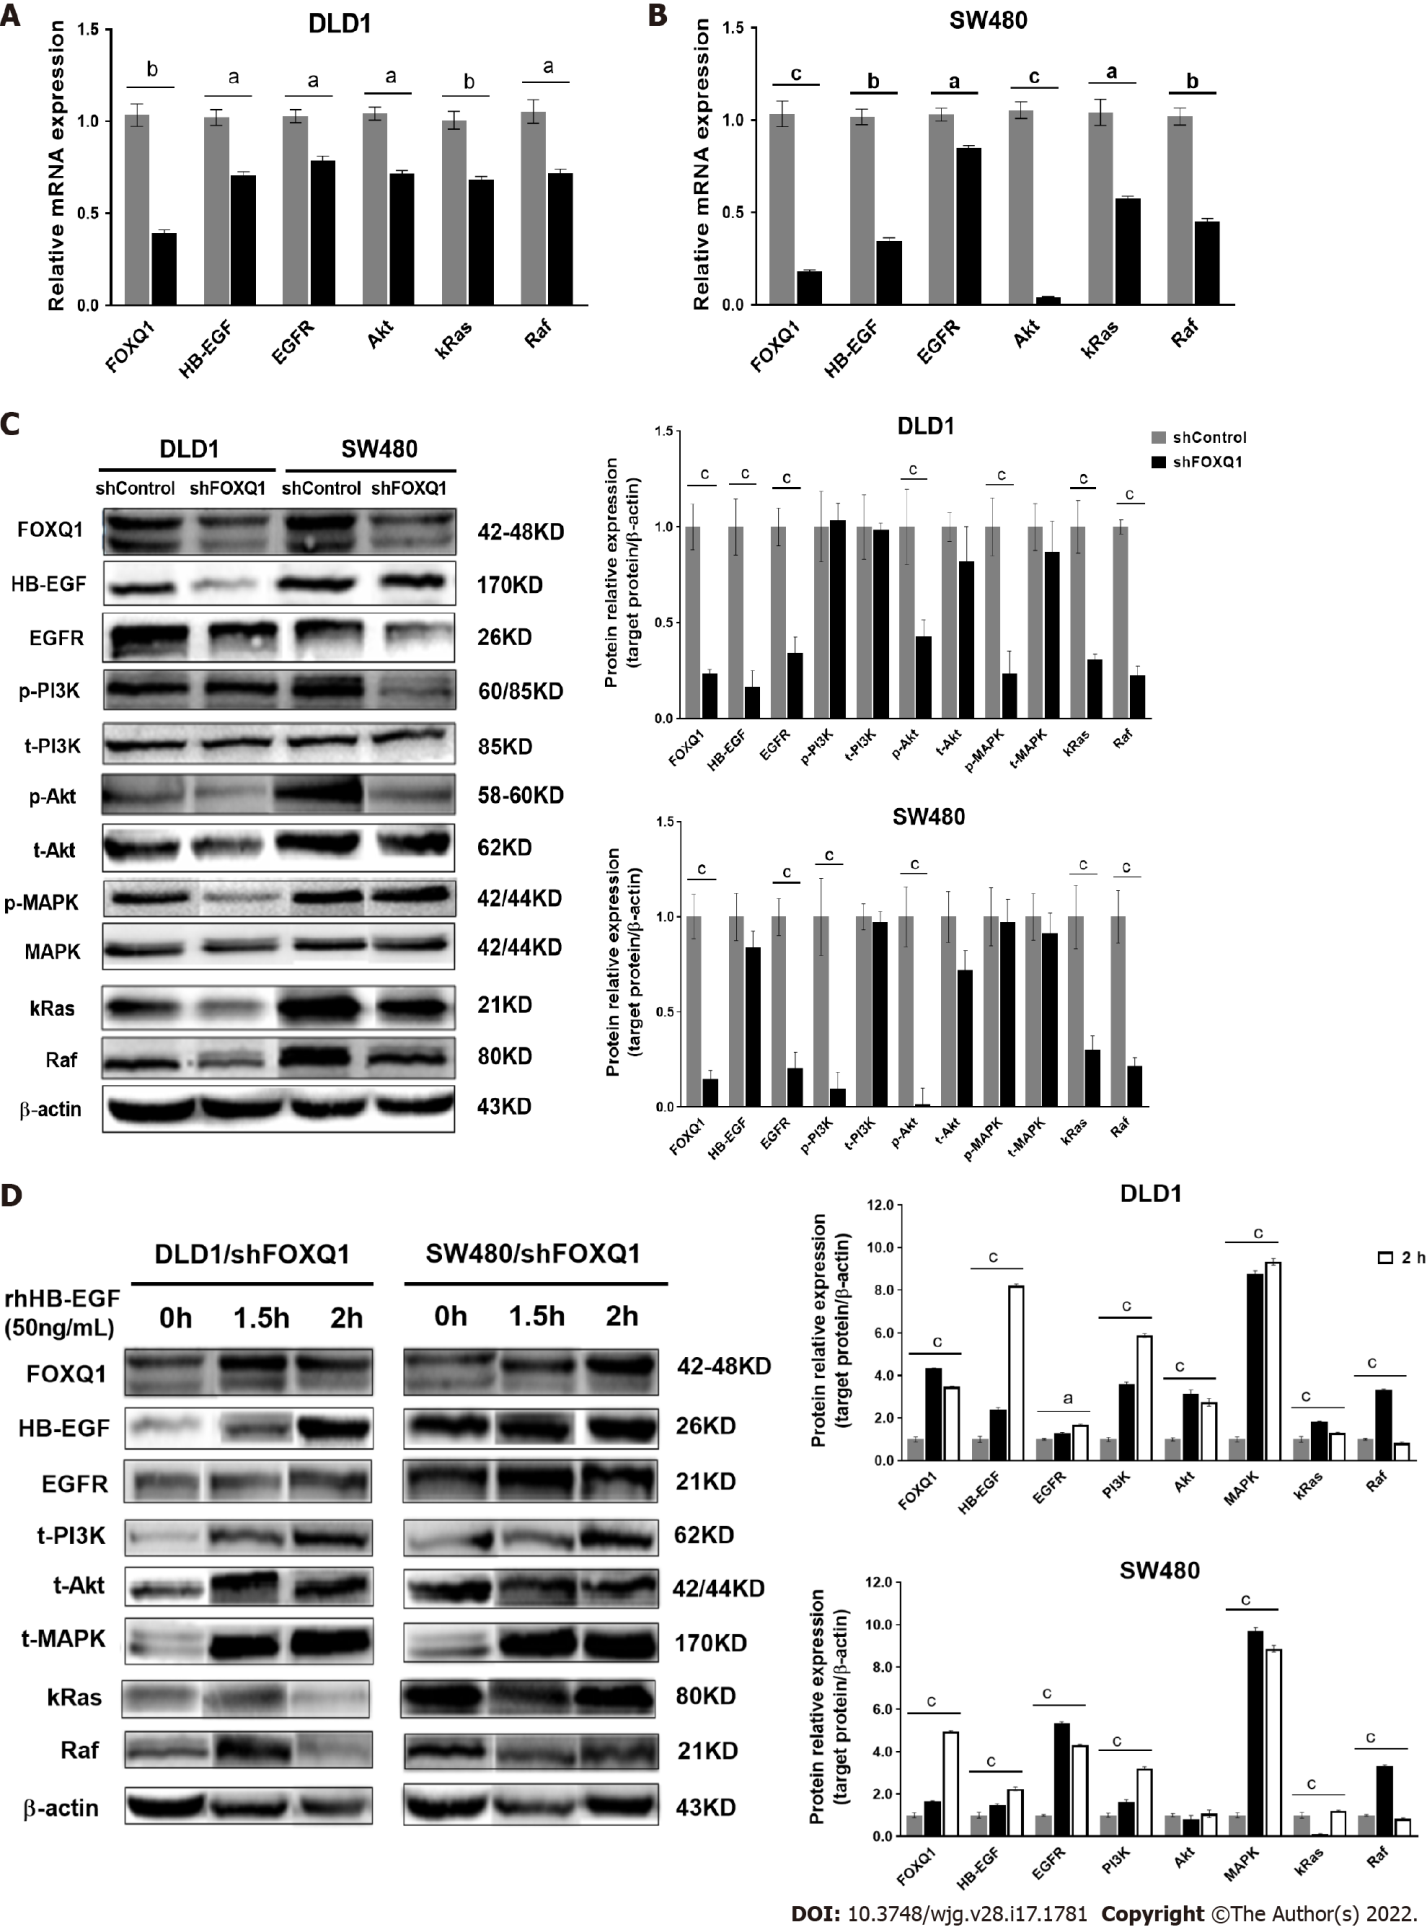 A
DLD1
Relative mRNA expression
1.5
1.0
0.5
0.0
b
a
a
a
b
a
FOXQ1
HB-EGF
EGFR
Akt
kRas
Raf
B
SW480
Relative mRNA expression
1.5
1.0
0.5
0.0
c
b
a
c
a
b
FOXQ1
HB-EGF
EGFR
Akt
kRas
Raf
C
DLD1 SW480
shControl shFOXQ1 shControl shFOXQ1
FOXQ1 42-48KD
HB-EGF 170KD
EGFR 26KD
p-PI3K 60/85KD
t-PI3K 85KD
p-Akt 58-60KD
t-Akt 62KD
p-MAPK 42/44KD
MAPK 42/44KD
kRas 21KD
Raf 80KD
β-actin 43KD
DLD1
shControl
shFOXQ1
Protein relative expression
(target protein/β-actin)
1.5
1.0
0.5
0.0
c
c
c
c
c
c
c
FOXQ1
HB-EGF
EGFR
p-PI3K
t-PI3K
p-Akt
t-Akt
p-MAPK
t-MAPK
kRas
Raf
SW480
Protein relative expression
(target protein/β-actin)
1.5
1.0
0.5
0.0
c
c
c
c
c
c
FOXQ1
HB-EGF
EGFR
p-PI3K
t-PI3K
p-Akt
t-Akt
p-MAPK
t-MAPK
kRas
Raf
D
DLD1/shFOXQ1 SW480/shFOXQ1
rhHB-EGF
(50ng/mL)
0h 1.5h 2h 0h 1.5h 2h
FOXQ1 42-48KD
HB-EGF 26KD
EGFR 21KD
t-PI3K 62KD
t-Akt 42/44KD
t-MAPK 170KD
kRas 80KD
Raf 21KD
β-actin 43KD
DLD1
2 h
Protein relative expression
(target protein/β-actin)
12.0
10.0
8.0
6.0
4.0
2.0
0.0
c
c
a
c
c
c
c
c
FOXQ1
HB-EGF
EGFR
PI3K
Akt
MAPK
kRas
Raf
SW480
Protein relative expression
(target protein/β-actin)
12.0
10.0
8.0
6.0
4.0
2.0
0.0
c
c
c
c
c
c
c
FOXQ1
HB-EGF
EGFR
PI3K
Akt
MAPK
kRas
Raf
DOI: 10.3748/wjg.v28.i17.1781 Copyright ©The Author(s) 2022.